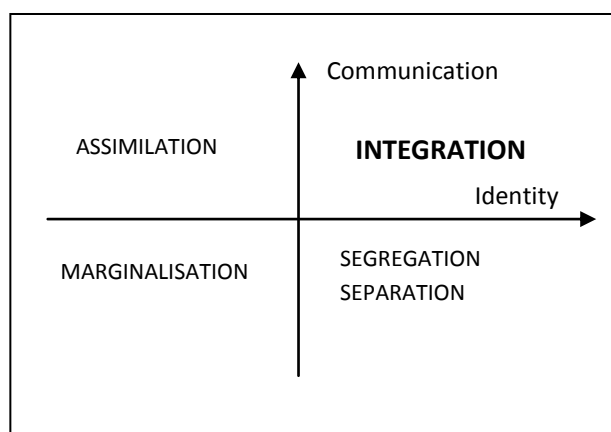 Communication
ASSIMILATION
INTEGRATION
Identity
MARGINALISATION
SEGREGATION
SEPARATION